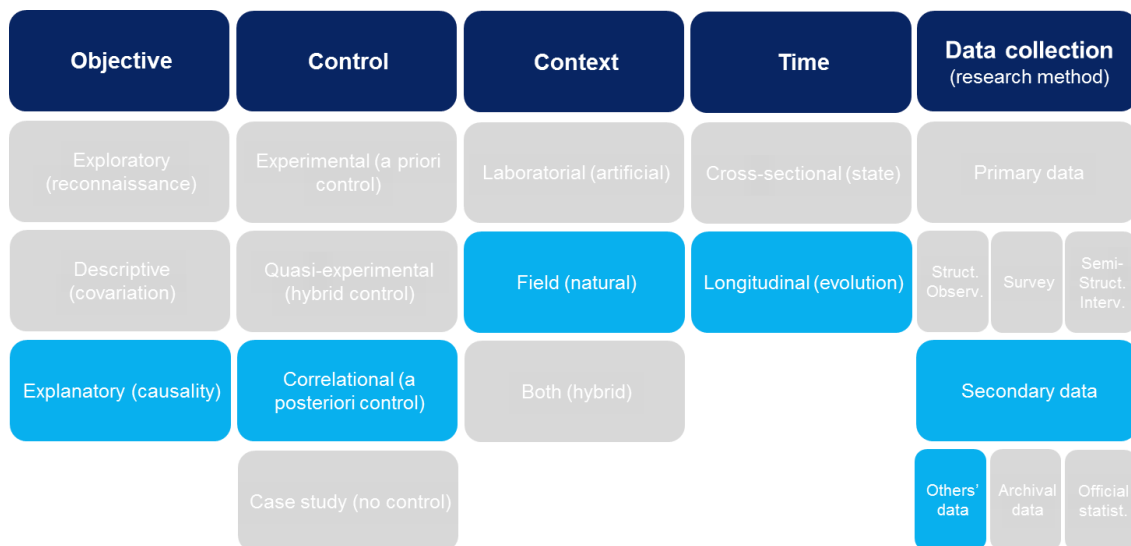 Objective
Control
Context
Time
Data collection
(research method)
Exploratory
(reconnaissance)
Experimental (a priori
control)
Laboratorial (artificial)
Cross-sectional (state)
Primary data
Descriptive
(covariation)
Quasi-experimental
(hybrid control)
Field (natural)
Longitudinal (evolution)
Struct.
Observ.
Survey
Semi-
Struct.
Interv.
Explanatory (causality)
Correlational (a
posteriori control)
Both (hybrid)
Secondary data
Case study (no control)
Others’
data
Archival
data
Official
statist.